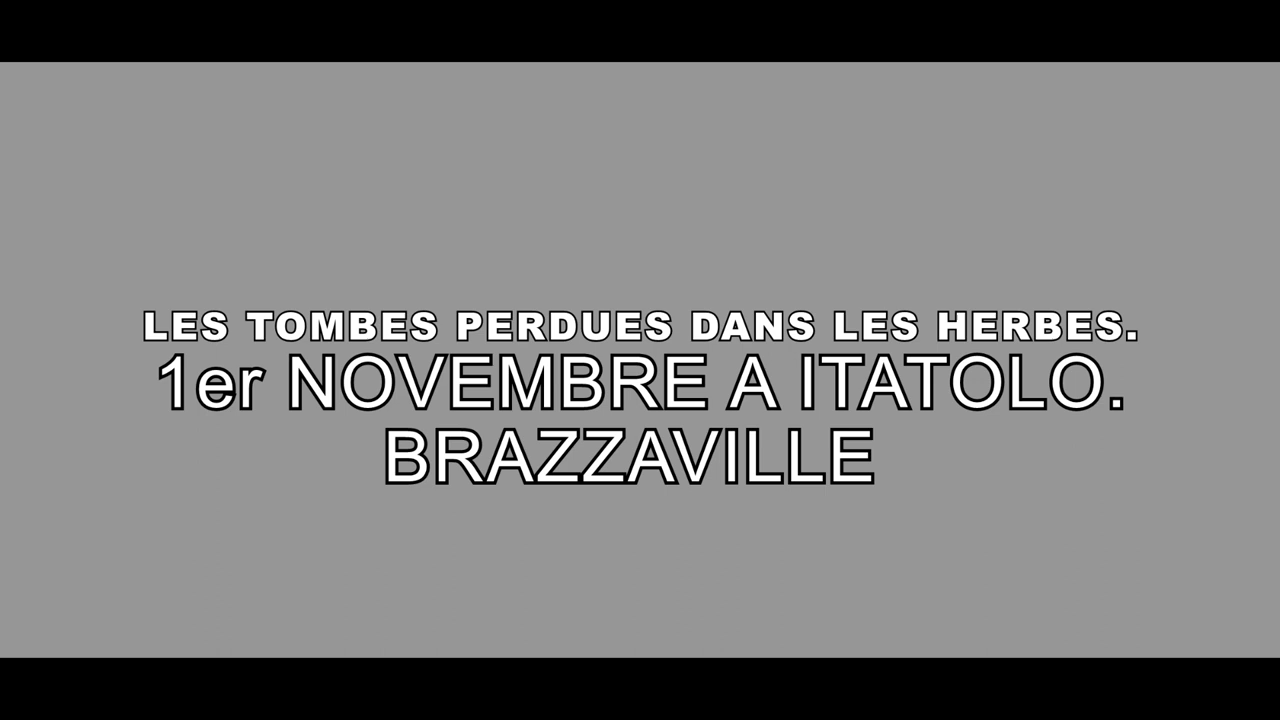 LES TOMBES PERDUES DANS LES HERBES.
1er NOVEMBRE A ITATOLO.
BRAZZAVILLE